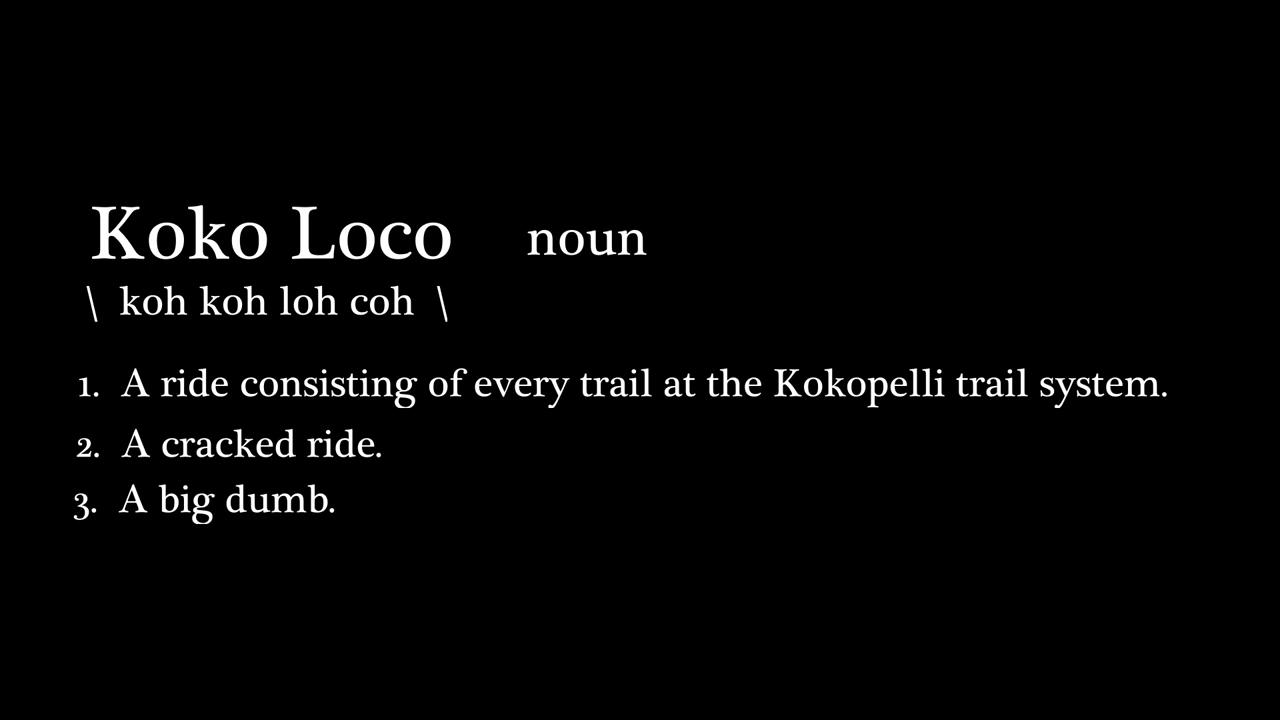 Koko Loco noun
\ koh koh loh coh \
1. A ride consisting of every trail at the Kokopelli trail system.
2. A cracked ride.
3. A big dumb.